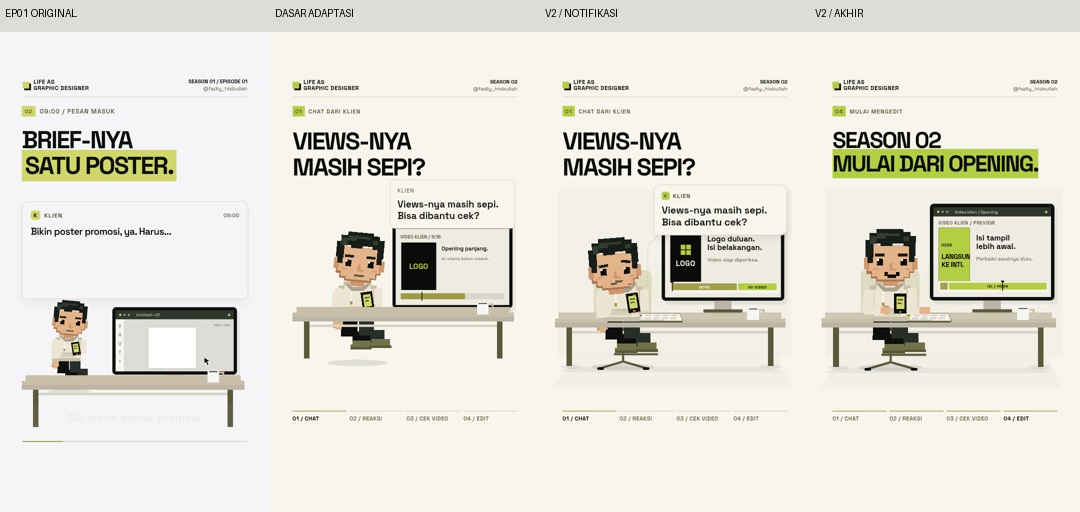 EP01 ORIGINAL
LIFE AS
GRAPHIC DESIGNER
SEASON 01 / EPISODE 01
@fadly_hisbullah
02 09:00 / PESAN MASUK
BRIEF-NYA
SATU POSTER.
K KLIEN 09:00
Bikin poster promosi, ya. Harus...
Untitled-01
Dia minta poster promosi.
DASAR ADAPTASI
LIFE AS
GRAPHIC DESIGNER
SEASON 02
@fadly_hisbullah
01 CHAT DARI KLIEN
VIEWS-NYA
MASIH SEPI?
KLIEN
Views-nya masih sepi.
Bisa dibantu cek?
VIDEO KLIEN / 9:16
LOGO
Opening panjang.
01 / CHAT 02 / REAKSI 03 / CEK VIDEO 04 / EDIT
V2 / NOTIFIKASI
LIFE AS
GRAPHIC DESIGNER
SEASON 02
@fadly_hisbullah
01 CHAT DARI KLIEN
VIEWS-NYA
MASIH SEPI?
K KLIEN
Views-nya masih sepi.
Bisa dibantu cek?
LOGO
Logo duluan.
Isi belakangan.
Video siap diperiksa.
INTRO ISI VIDEO
01 / CHAT 02 / REAKSI 03 / CEK VIDEO 04 / EDIT
V2 / AKHIR
LIFE AS
GRAPHIC DESIGNER
SEASON 02
@fadly_hisbullah
04 MULAI MENGEDIT
SEASON 02
MULAI DARI OPENING.
Video klien / Opening
VIDEO KLIEN / PREVIEW
HOOK
LANGSUN
KE INTI.
Isi tampil
lebih awal.
Perbaiki awalnya dulu.
01 / CHAT 02 / REAKSI 03 / CEK VIDEO 04 / EDIT